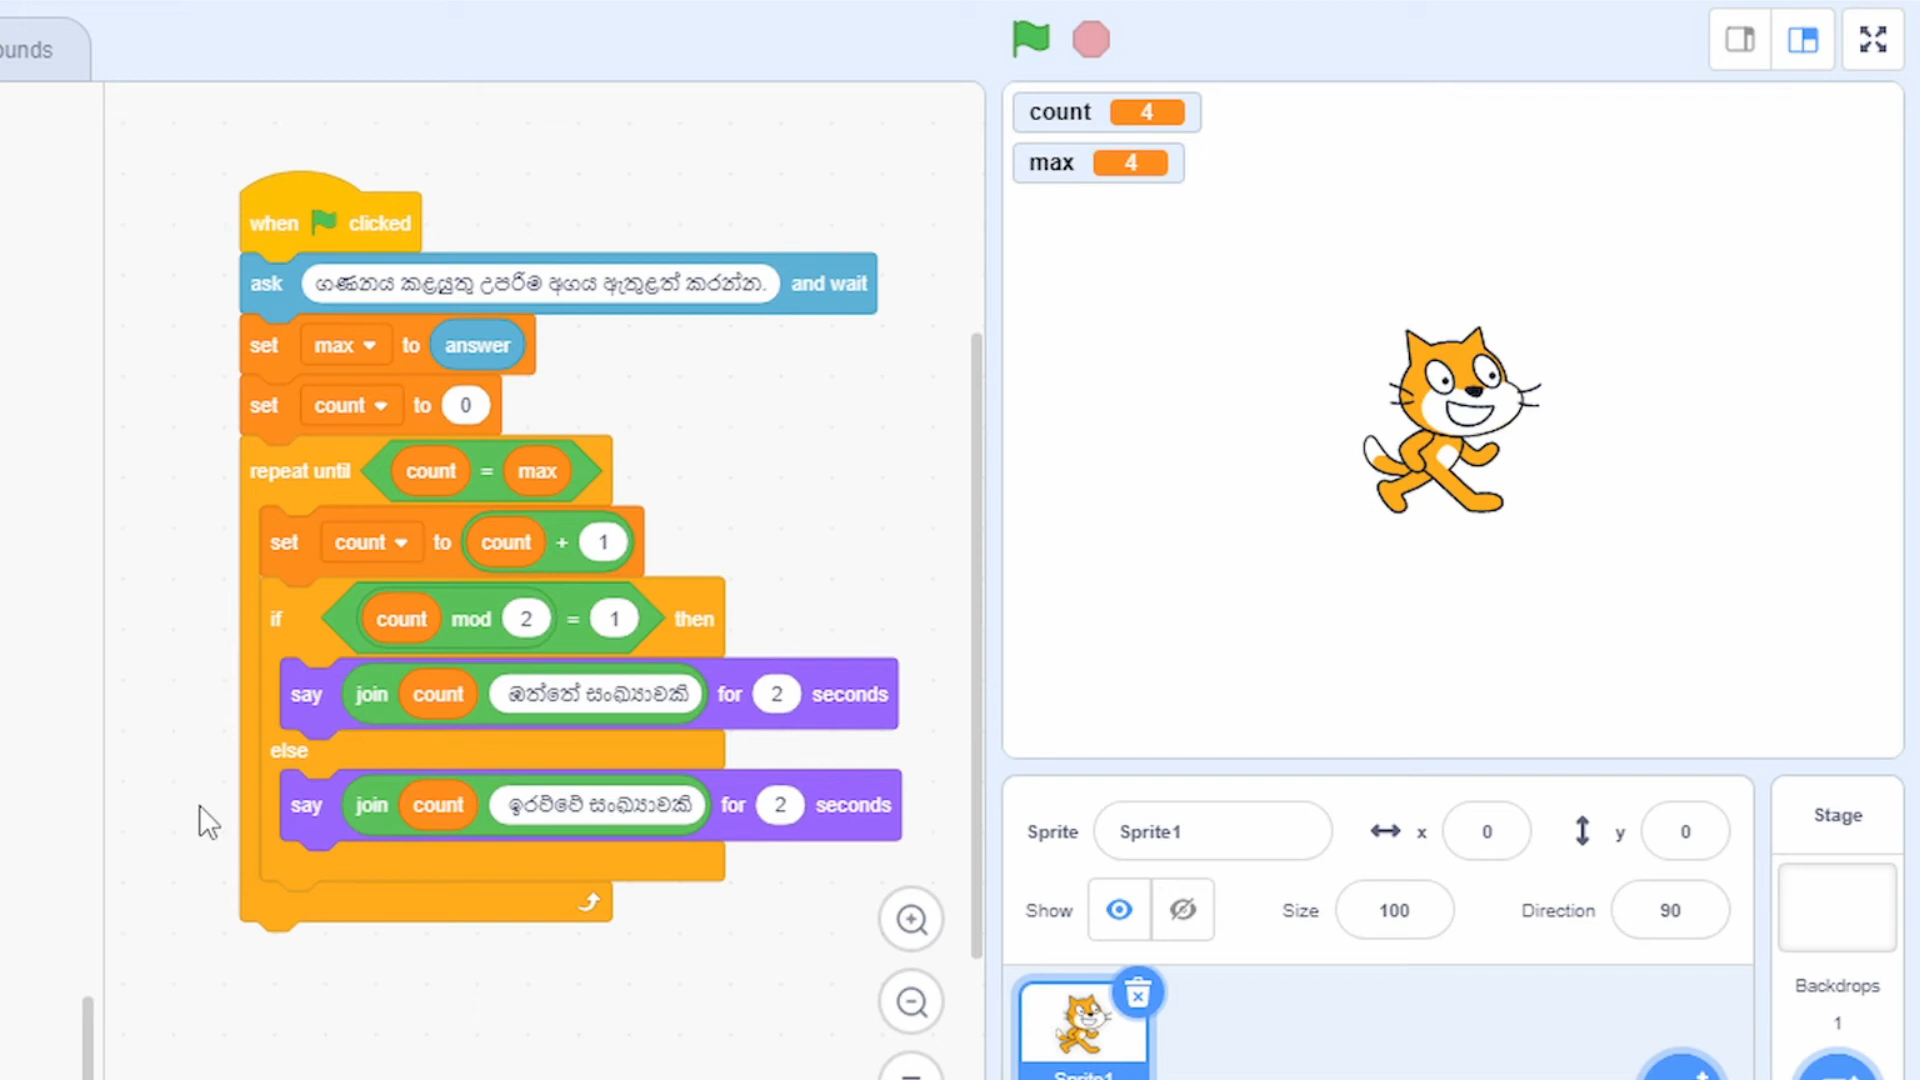 ounds
count 4
max 4
when clicked
ask ගණනය කළයුතු උපරිම අගය ඇතුළත් කරන්න. and wait
set max to answer
set count to 0
repeat until count = max
set count to count + 1
if count mod 2 = 1 then
say join count ඔත්තේ සංඛ්‍යාවකි for 2 seconds
else
say join count ඉරට්ටේ සංඛ්‍යාවකි for 2 seconds
Sprite Sprite1 x 0 y 0
Show Size 100 Direction 90
Sprite1
Stage
Backdrops
1